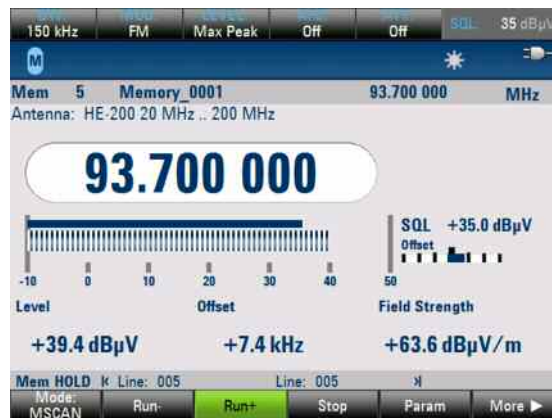 150 kHz FM Max Peak Off Off SQL 35 dBµV
M
Mem 5 Memory_0001 93.700 000 MHz
Antenna: HE-200 20 MHz .. 200 MHz
93.700 000
SQL +35.0 dBµV
Offset
-10 0 10 20 30 40 50
Level Offset Field Strength
+39.4 dBµV +7.4 kHz +63.6 dBµV/m
Mem HOLD Line: 005 Line: 005
Mode: MSCAN Run- Run+ Stop Param More